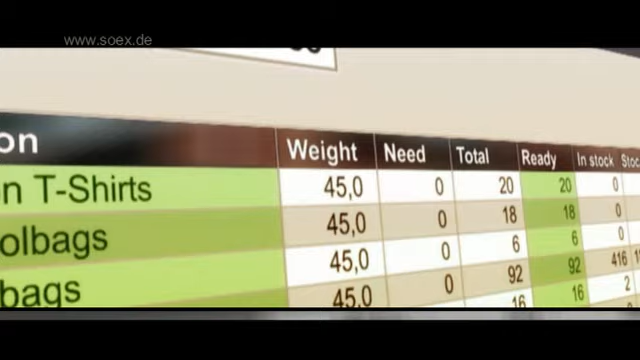 www.soex.de
on Weight Need Total Ready In stock
on T-Shirts 45,0 0 20 20 0
olbags 45,0 0 18 18 0
bags 45,0 0 6 6 0
45,0 0 92 92 416
16 16 2